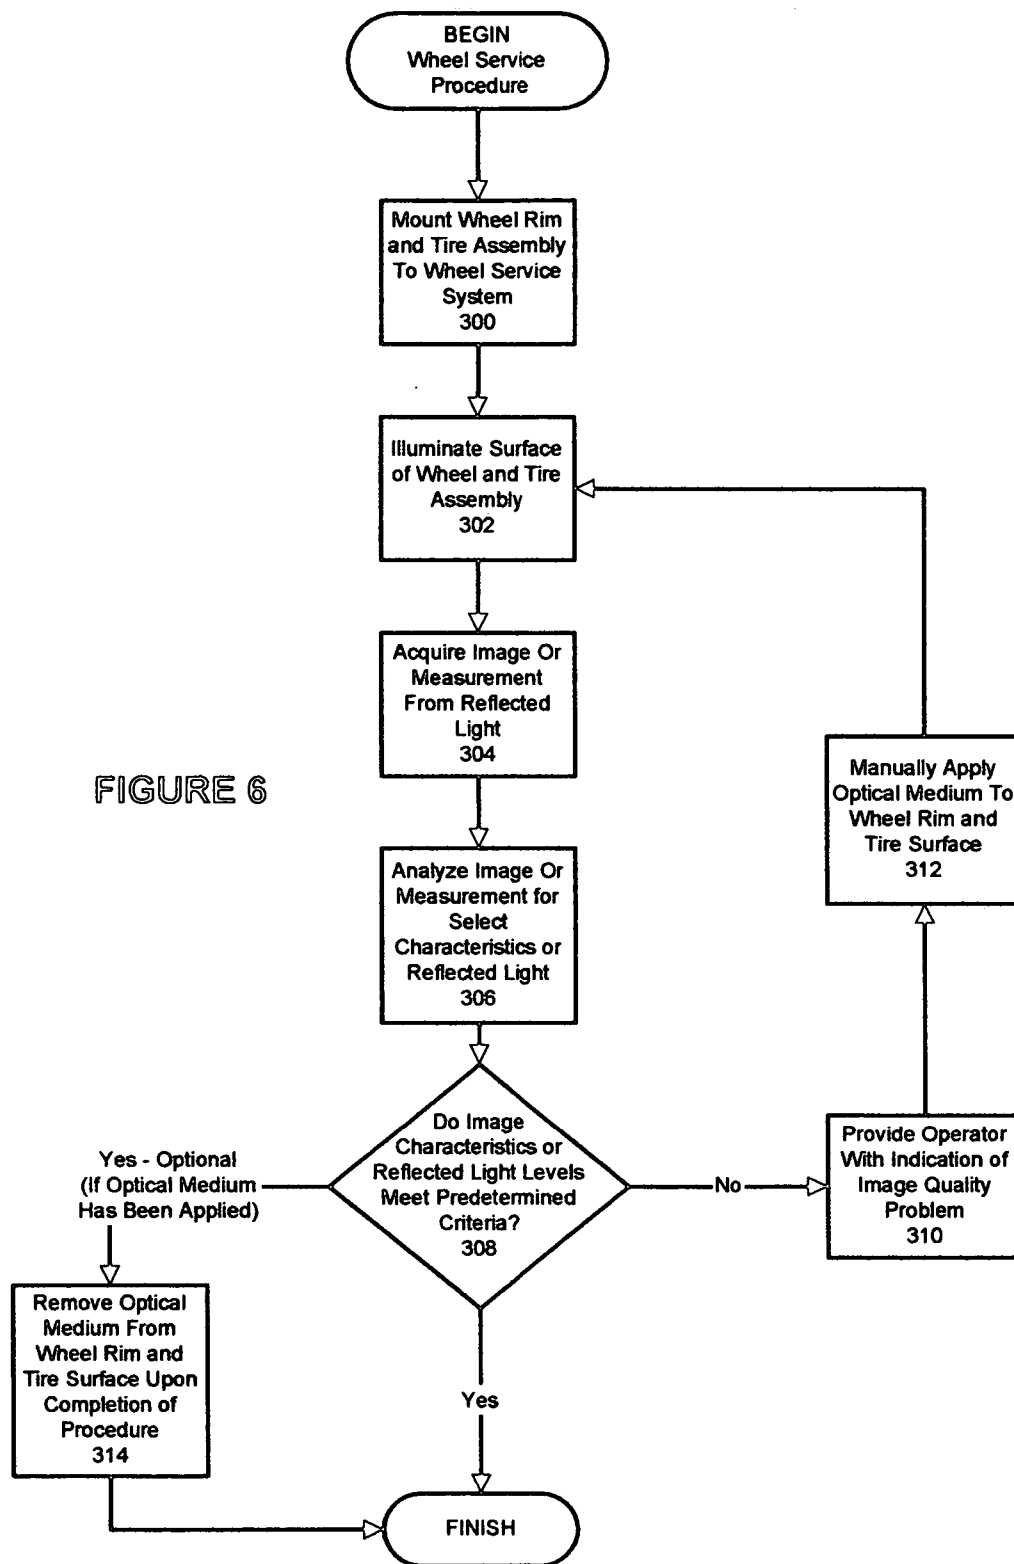 BEGIN
Wheel Service
Procedure
Mount Wheel Rim
and Tire Assembly
To Wheel Service
System
300
Illuminate Surface
of Wheel and Tire
Assembly
302
Acquire Image Or
Measurement
From Reflected
Light
304
FIGURE 6
Manually Apply
Optical Medium To
Wheel Rim and
Tire Surface
312
Analyze Image Or
Measurement for
Select
Characteristics or
Reflected Light
306
Do Image
Characteristics or
Reflected Light Levels
Meet Predetermined
Criteria?
308
Yes - Optional
(If Optical Medium
Has Been Applied)
No
Provide Operator
With Indication of
Image Quality
Problem
310
Remove Optical
Medium From
Wheel Rim and
Tire Surface Upon
Completion of
Procedure
314
Yes
FINISH